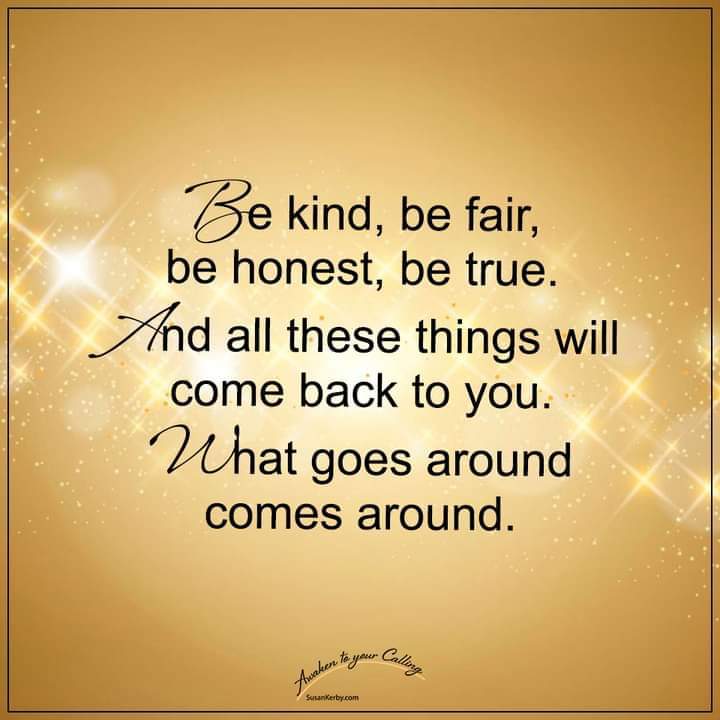 Be kind, be fair,
be honest, be true.
And all these things will
come back to you.
What goes around
comes around.
Awaken to your Calling
SusanKerby.com